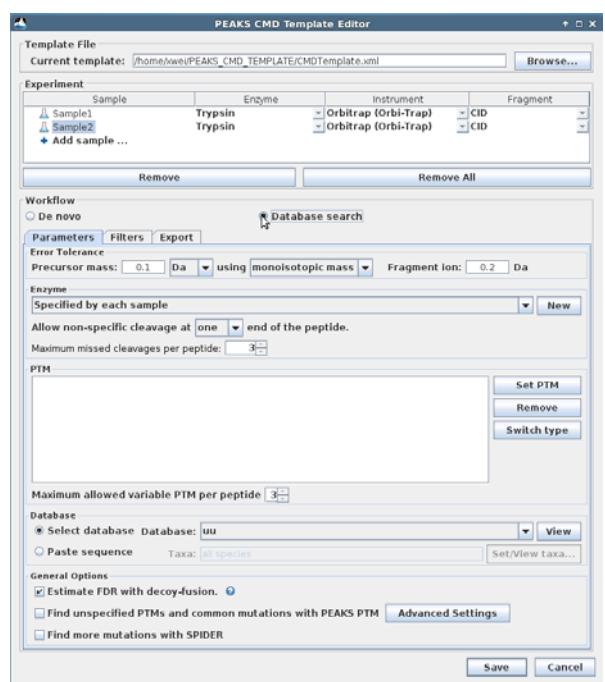 PEAKS CMD Template Editor
Template File
Current template: /home/xwei/PEAKS_CMD_TEMPLATE/CMDTemplate.xml Browse...
Experiment
Sample Enzyme Instrument Fragment
Sample1 Trypsin Orbitrap (Orbi-Trap) CID
Sample2 Trypsin Orbitrap (Orbi-Trap) CID
Add sample ...
Remove Remove All
Workflow
De novo Database search
Parameters Filters Export
Error Tolerance
Precursor mass: 0.1 Da using monoisotopic mass Fragment ion: 0.2 Da
Enzyme
Specified by each sample New
Allow non-specific cleavage at one end of the peptide.
Maximum missed cleavages per peptide: 3
PTM
Set PTM
Remove
Switch type
Maximum allowed variable PTM per peptide 3
Database
Select database Database: uu View
Paste sequence Taxa: all species Set/View taxa...
General Options
Estimate FDR with decoy-fusion.
Find unspecified PTMs and common mutations with PEAKS PTM Advanced Settings
Find more mutations with SPIDER
Save Cancel